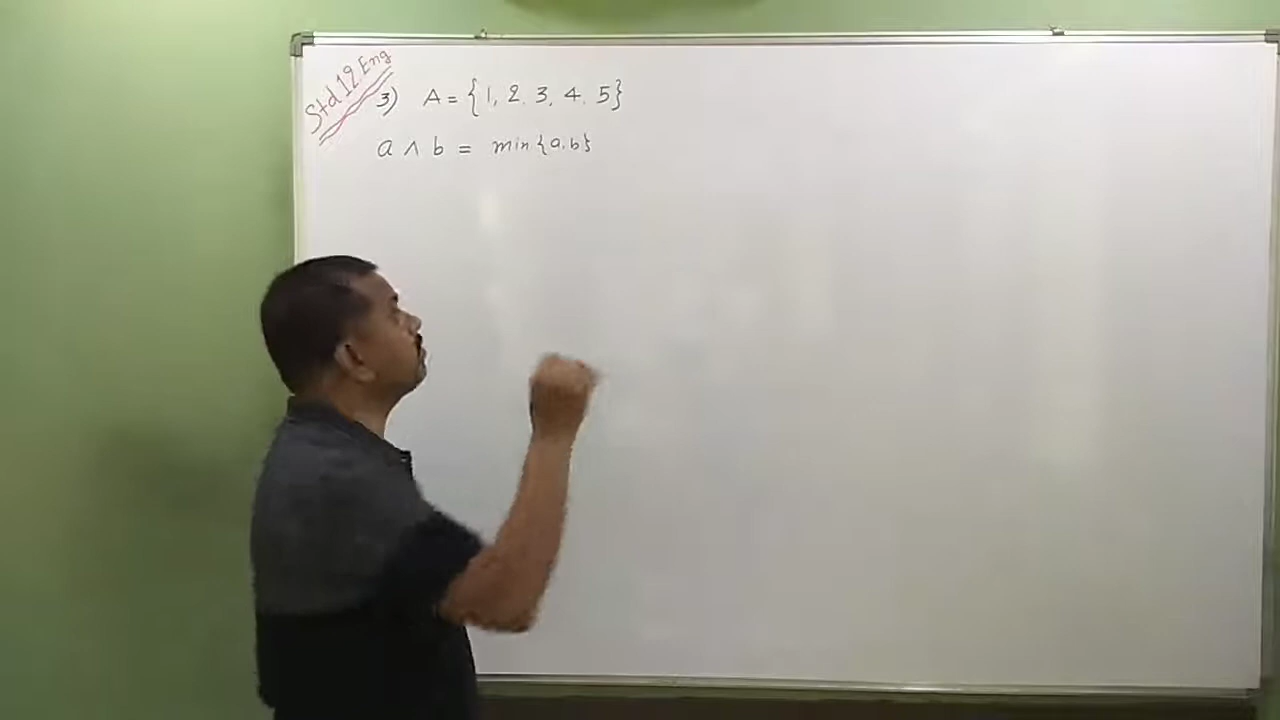 Std 12 Eng
3) A = {1, 2. 3, 4. 5}
a ∧ b = min{a.b}